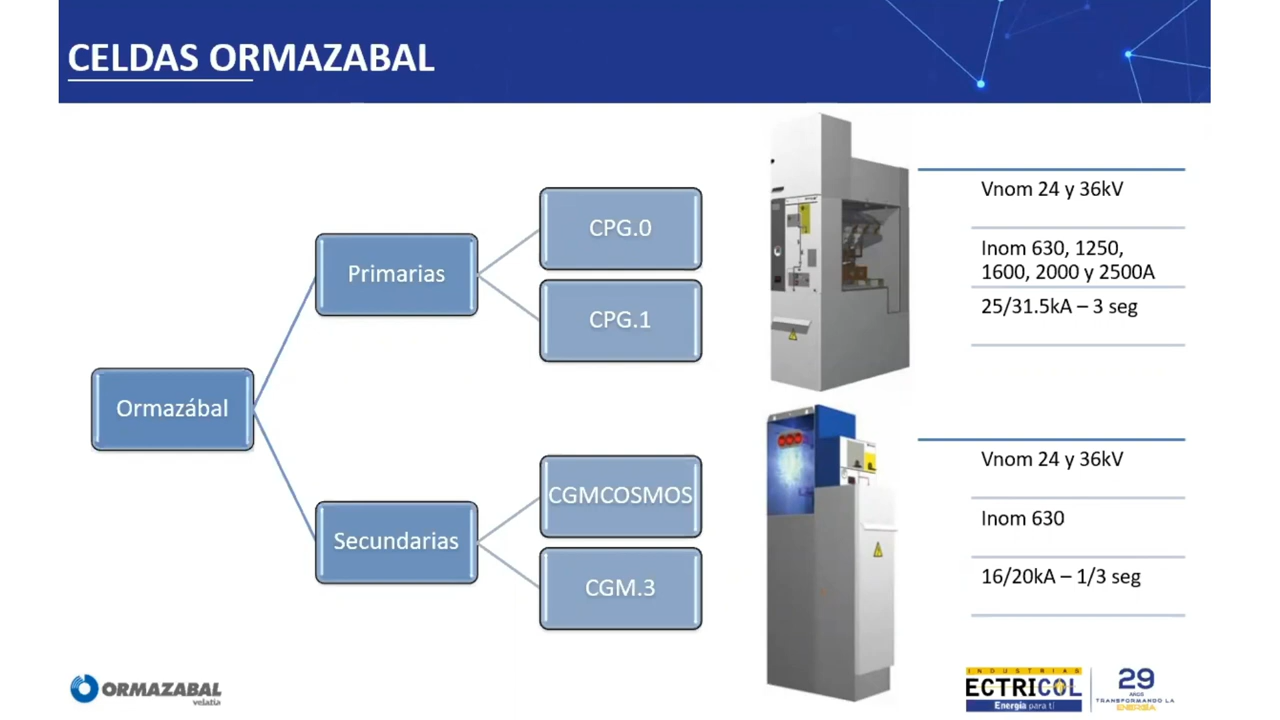 CELDAS ORMAZABAL
Ormazábal
Primarias
CPG.0
CPG.1
Secundarias
CGMCOSMOS
CGM.3
Vnom 24 y 36kV
Inom 630, 1250,
1600, 2000 y 2500A
25/31.5kA – 3 seg
Vnom 24 y 36kV
Inom 630
16/20kA – 1/3 seg
ORMAZABAL
velatia
INDUSTRIAS
ECTRICOL
Energía para ti
29
AÑOS
TRANSFORMANDO LA
ENERGÍA